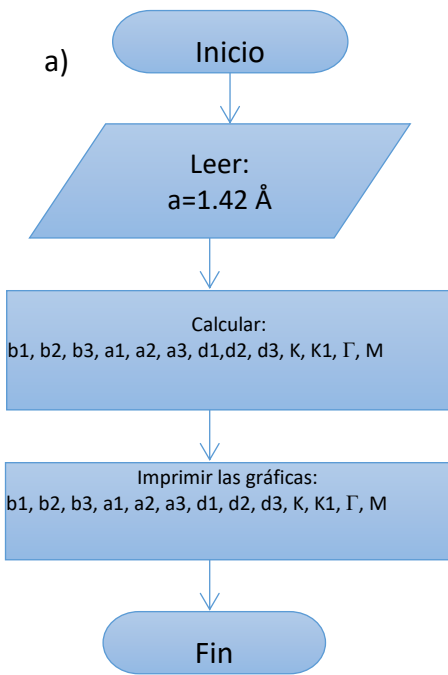 a)
Inicio
Leer:
a=1.42 Å
Calcular:
b1, b2, b3, a1, a2, a3, d1,d2, d3, K, K1, Γ, M
Imprimir las gráficas:
b1, b2, b3, a1, a2, a3, d1, d2, d3, K, K1, Γ, M
Fin